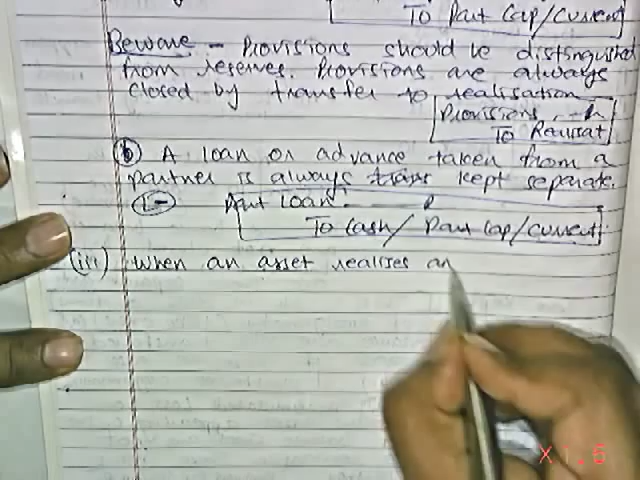 To Part Cap/Current
Beware - Provisions should be distinguished
from reserves. Provisions are always
closed by transfer to realisation
Provisions
To Realisat
(b) A loan or advance taken from a
partner is always kept separate.
Part Loan
To Cash/ Part Cap/Current
(iii) When an asset realises an
X1.6